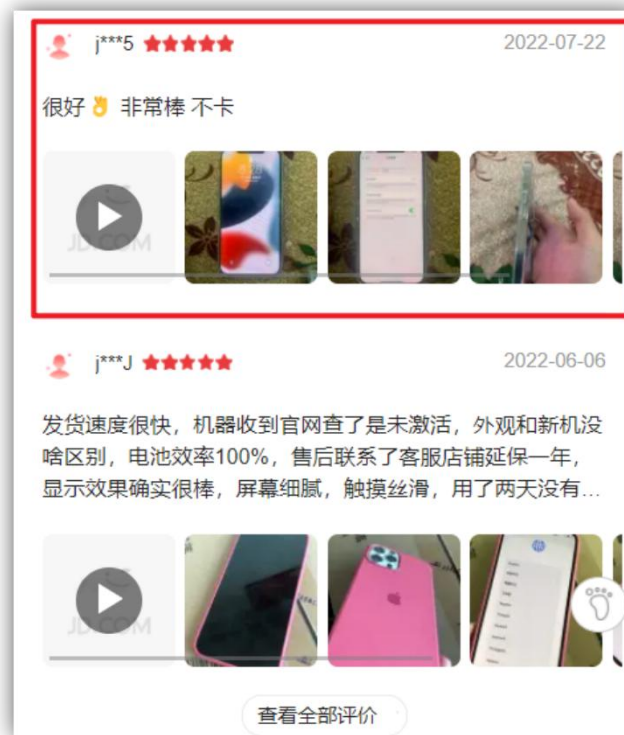 j***5
2022-07-22
很好👌 非常棒 不卡
JD.COM
j***J
2022-06-06
发货速度很快，机器收到官网查了是未激活，外观和新机没
啥区别，电池效率100%，售后联系了客服店铺延保一年，
显示效果确实很棒，屏幕细腻，触摸丝滑，用了两天没有...
JD.COM
查看全部评价